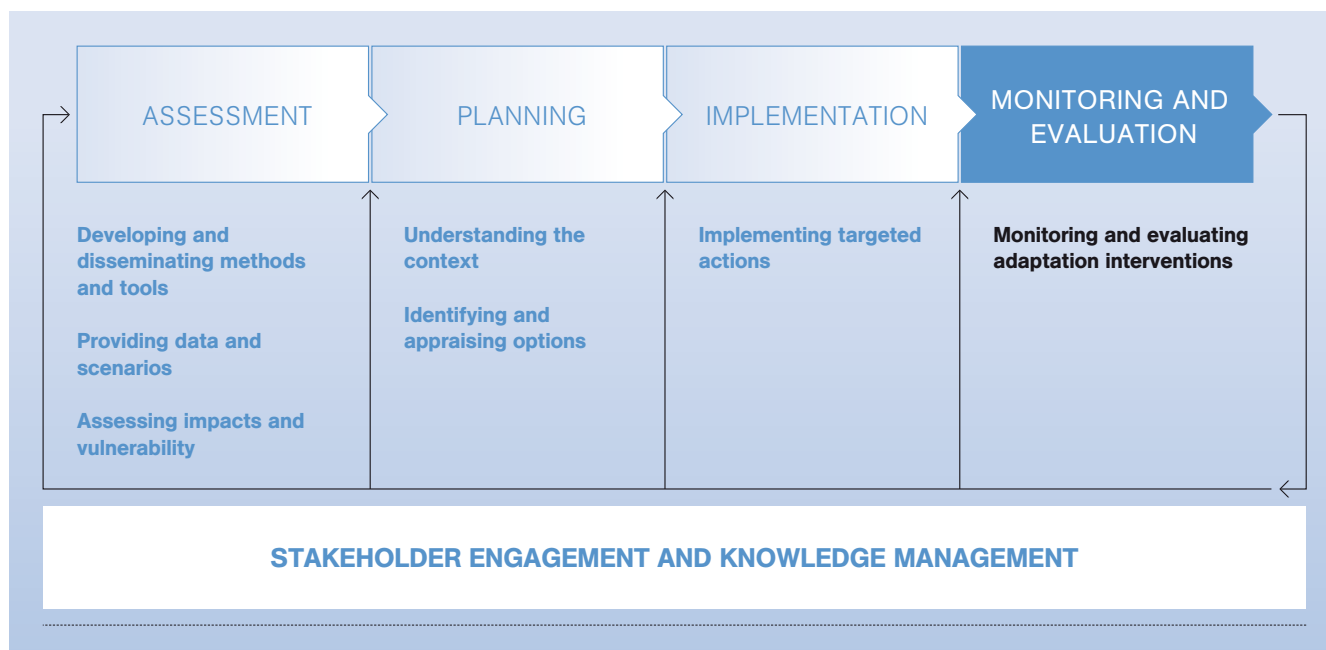 ASSESSMENT
PLANNING
IMPLEMENTATION
MONITORING AND
EVALUATION
Developing and
disseminating methods
and tools
Providing data and
scenarios
Assessing impacts and
vulnerability
Understanding the
context
Identifying and
appraising options
Implementing targeted
actions
Monitoring and evaluating
adaptation interventions
STAKEHOLDER ENGAGEMENT AND KNOWLEDGE MANAGEMENT